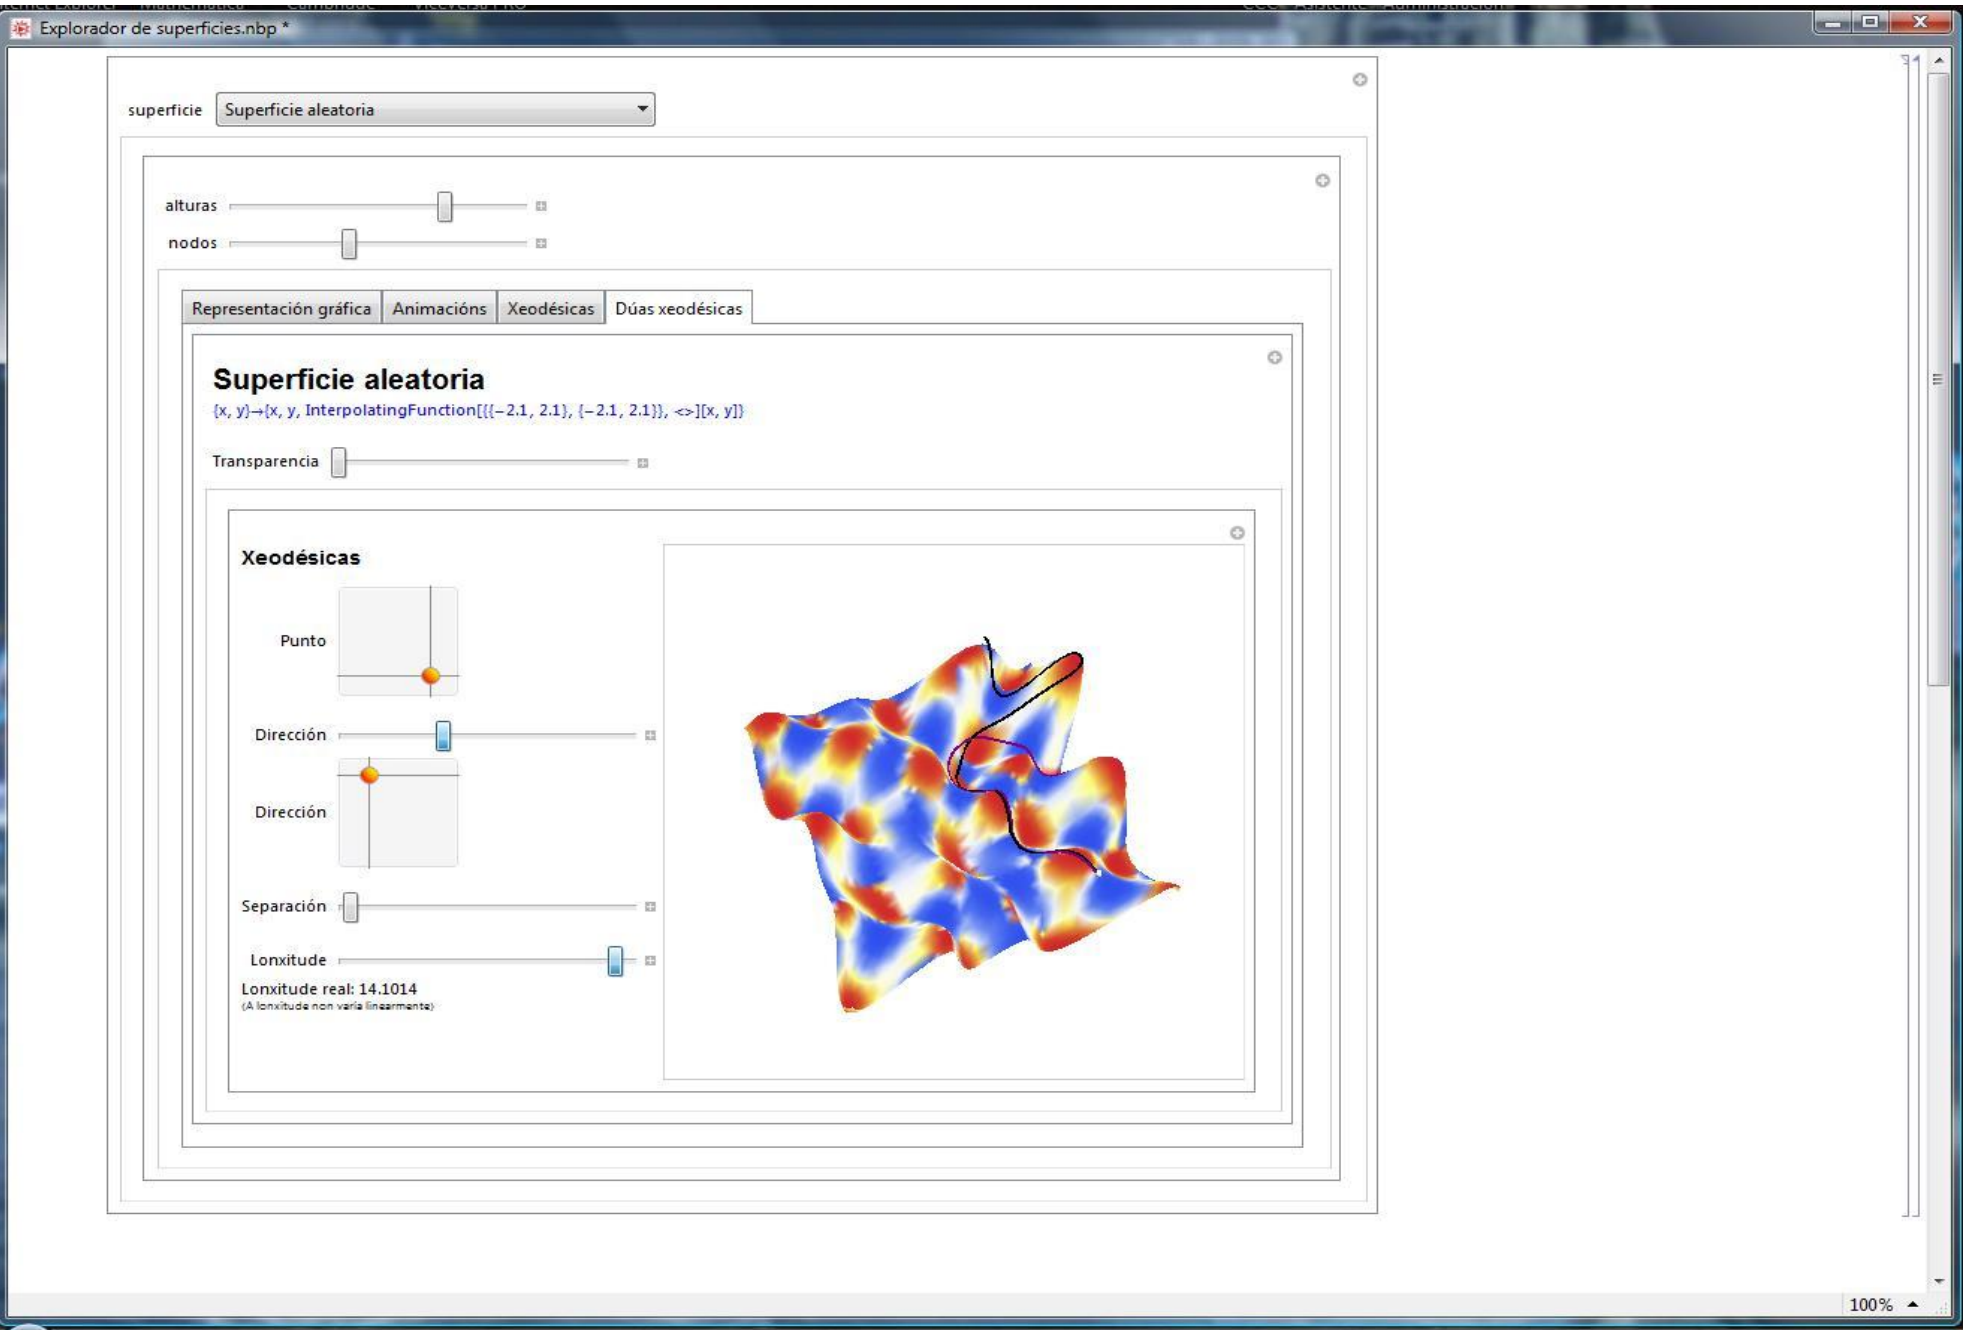 Explorador de superficies.nbp *
superficie Superficie aleatoria
alturas
nodos
Representación gráfica Animacións Xeodésicas Dúas xeodésicas
Superficie aleatoria
{x, y}→{x, y, InterpolatingFunction[{{−2.1, 2.1}, {−2.1, 2.1}}, <>][x, y]}
Transparencia
Xeodésicas
Punto
Dirección
Dirección
Separación
Lonxitude
Lonxitude real: 14.1014
(A lonxitude non varía linearmente)
100%